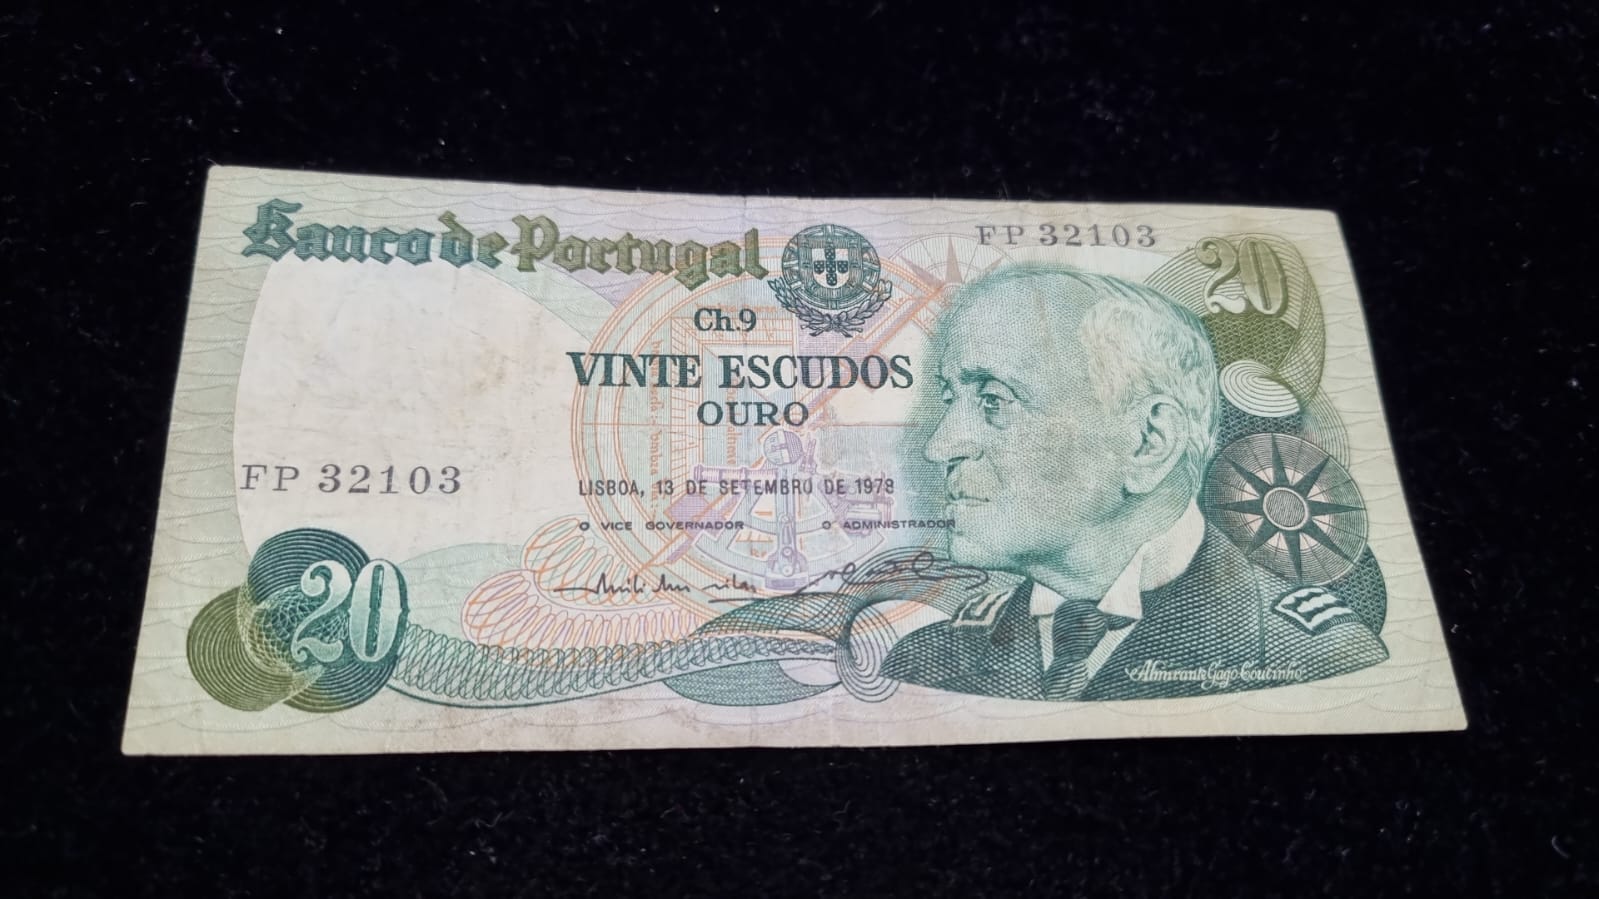 Banco de Portugal
FP 32103
20
Ch.9
VINTE ESCUDOS
OURO
FP 32103
LISBOA, 13 DE SETEMBRO DE 1978
O VICE GOVERNADOR
O ADMINISTRADOR
20
Almirante Gago Coutinho